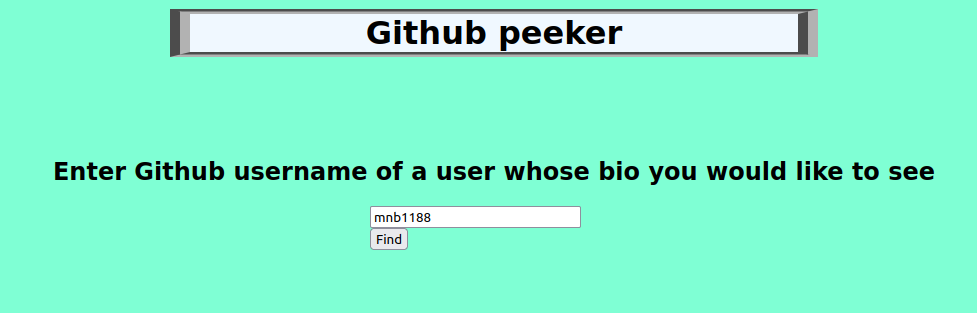 Github peeker
Enter Github username of a user whose bio you would like to see
mnb1188
Find